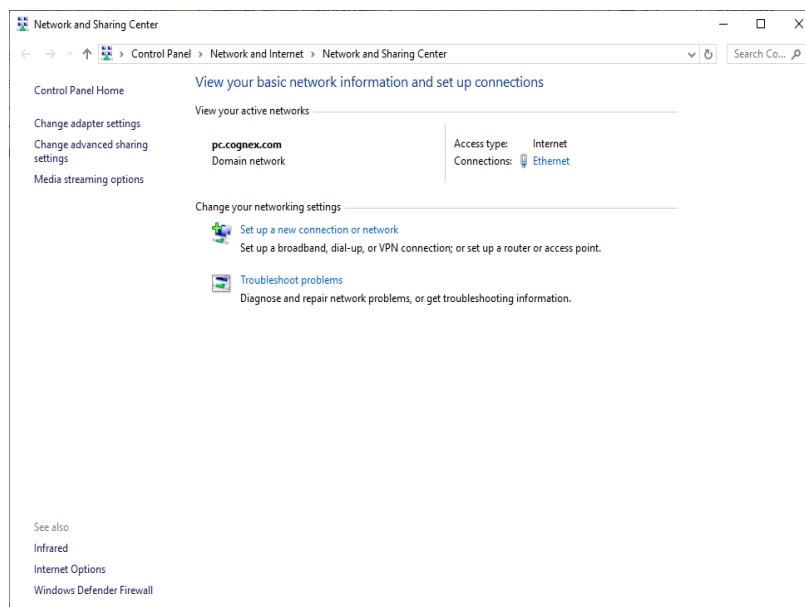 Network and Sharing Center
Control Panel > Network and Internet > Network and Sharing Center
Search Co...
Control Panel Home
Change adapter settings
Change advanced sharing
settings
Media streaming options
View your basic network information and set up connections
View your active networks
pc.cognex.com
Domain network
Access type: Internet
Connections: Ethernet
Change your networking settings
Set up a new connection or network
Set up a broadband, dial-up, or VPN connection; or set up a router or access point.
Troubleshoot problems
Diagnose and repair network problems, or get troubleshooting information.
See also
Infrared
Internet Options
Windows Defender Firewall